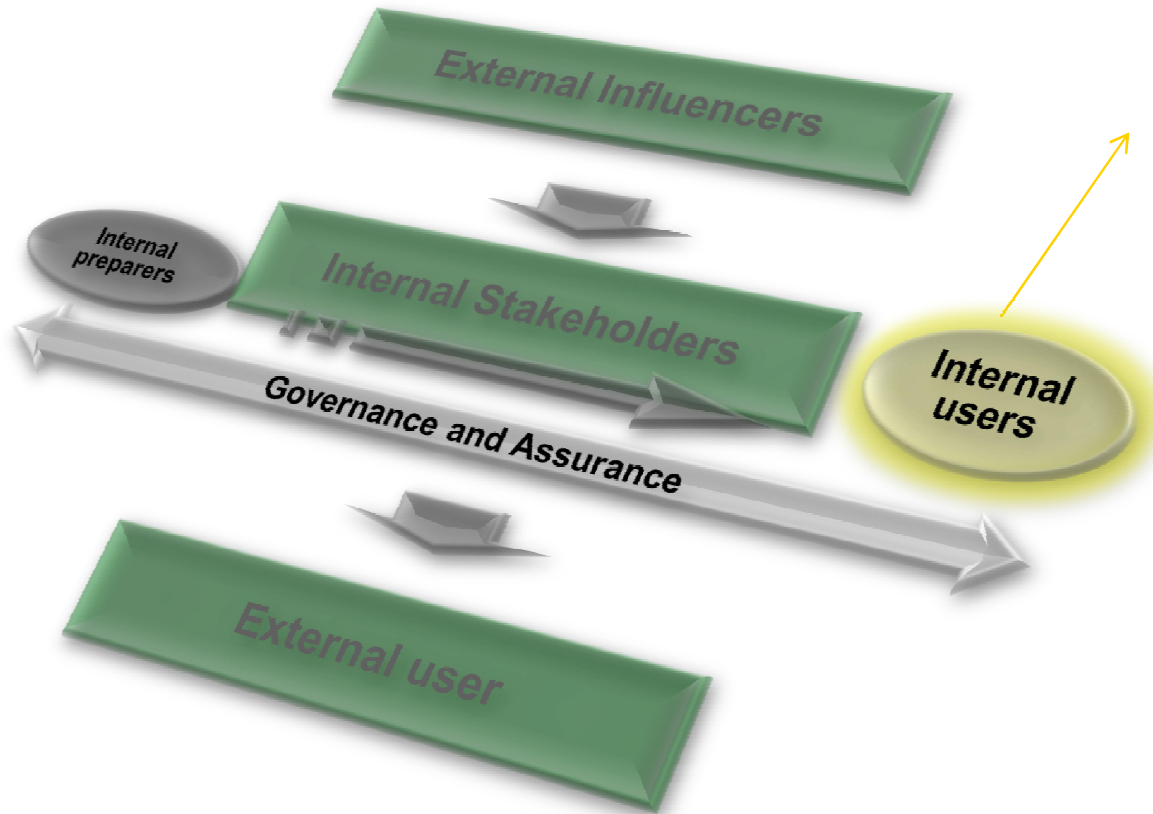 External Influencers
Internal
preparers
Internal Stakeholders
Internal
users
Governance and Assurance
External user